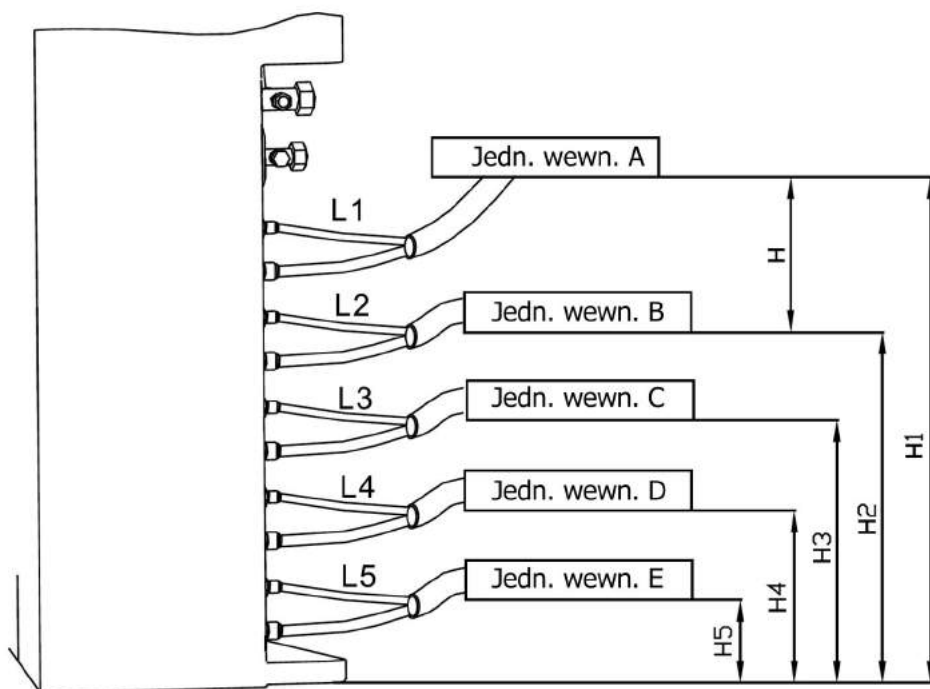 Jedn. wewn. A
L1
H
L2
Jedn. wewn. B
L3
Jedn. wewn. C
H1
L4
Jedn. wewn. D
H2
H3
L5
Jedn. wewn. E
H4
H5